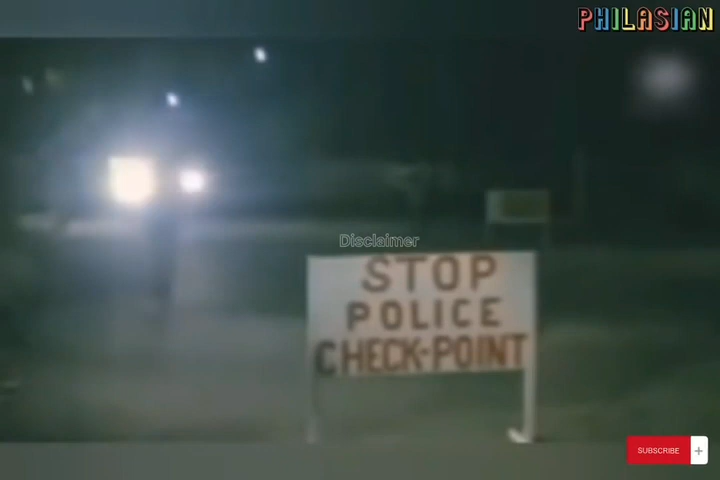 PHILASIAN
Disclaimer
STOP
POLICE
CHECK-POINT
SUBSCRIBE +